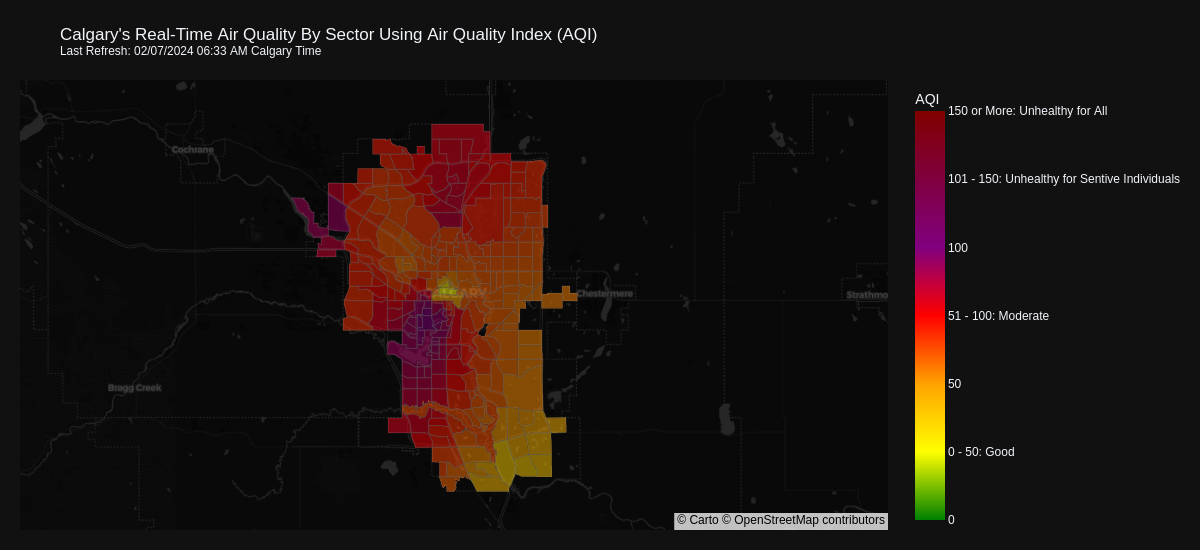 Calgary's Real-Time Air Quality By Sector Using Air Quality Index (AQI)
Last Refresh: 02/07/2024 06:33 AM Calgary Time
AQI
150 or More: Unhealthy for All
Cochrane
101 - 150: Unhealthy for Sentive Individuals
100
CALGARY
Chestermere
Strathmo
51 - 100: Moderate
Bragg Creek
50
0 - 50: Good
© Carto © OpenStreetMap contributors
0